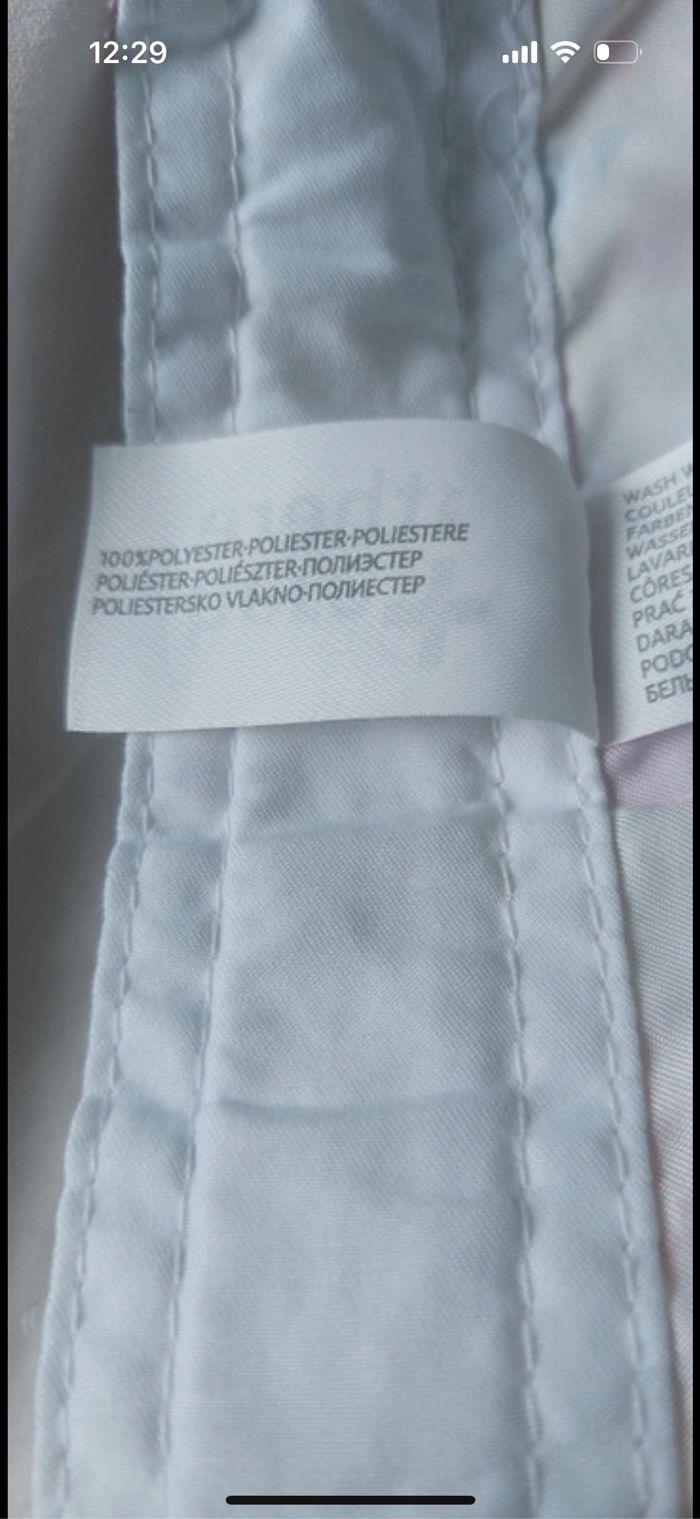 12:29
100%POLYESTER·POLIESTER·POLIESTERE
POLIÉSTER·POLIÉSZTER·ПОЛИЭСТЕР
POLIESTERSKO VLAKNO·ПОЛИЕСТЕР
WASH
COULE
FARBEN
WASSE
LAVAR
CÔRES
PRAĆ
DARA
PODO
БЕЛЬ